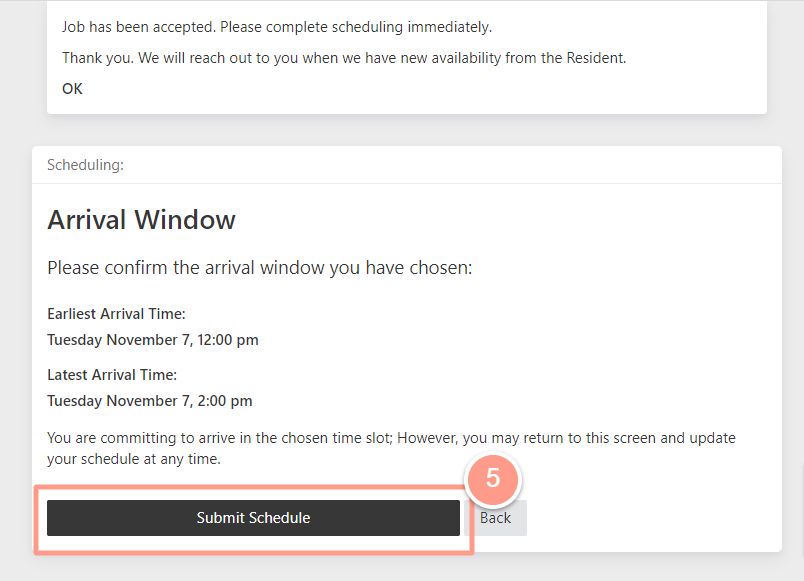 Job has been accepted. Please complete scheduling immediately.
Thank you. We will reach out to you when we have new availability from the Resident.
OK
Scheduling:
Arrival Window
Please confirm the arrival window you have chosen:
Earliest Arrival Time:
Tuesday November 7, 12:00 pm
Latest Arrival Time:
Tuesday November 7, 2:00 pm
You are committing to arrive in the chosen time slot; However, you may return to this screen and update
your schedule at any time.
5
Submit Schedule
Back